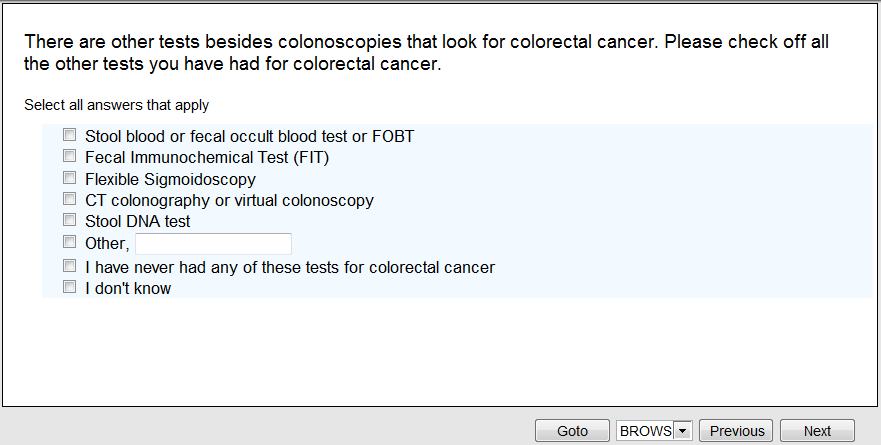 There are other tests besides colonoscopies that look for colorectal cancer. Please check off all
the other tests you have had for colorectal cancer.
Select all answers that apply
Stool blood or fecal occult blood test or FOBT
Fecal Immunochemical Test (FIT)
Flexible Sigmoidoscopy
CT colonography or virtual colonoscopy
Stool DNA test
Other,
I have never had any of these tests for colorectal cancer
I don't know
Goto BROWS Previous Next